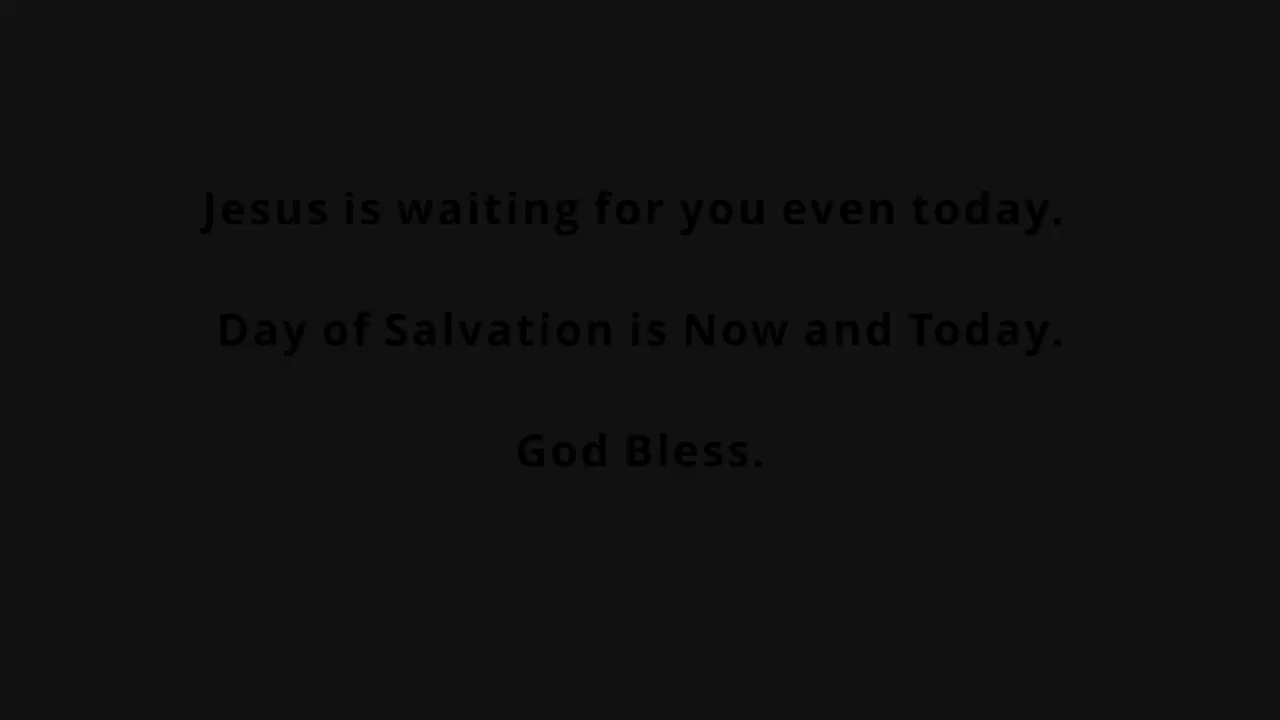 Jesus is waiting for you even today.
Day of Salvation is Now and Today.
God Bless.